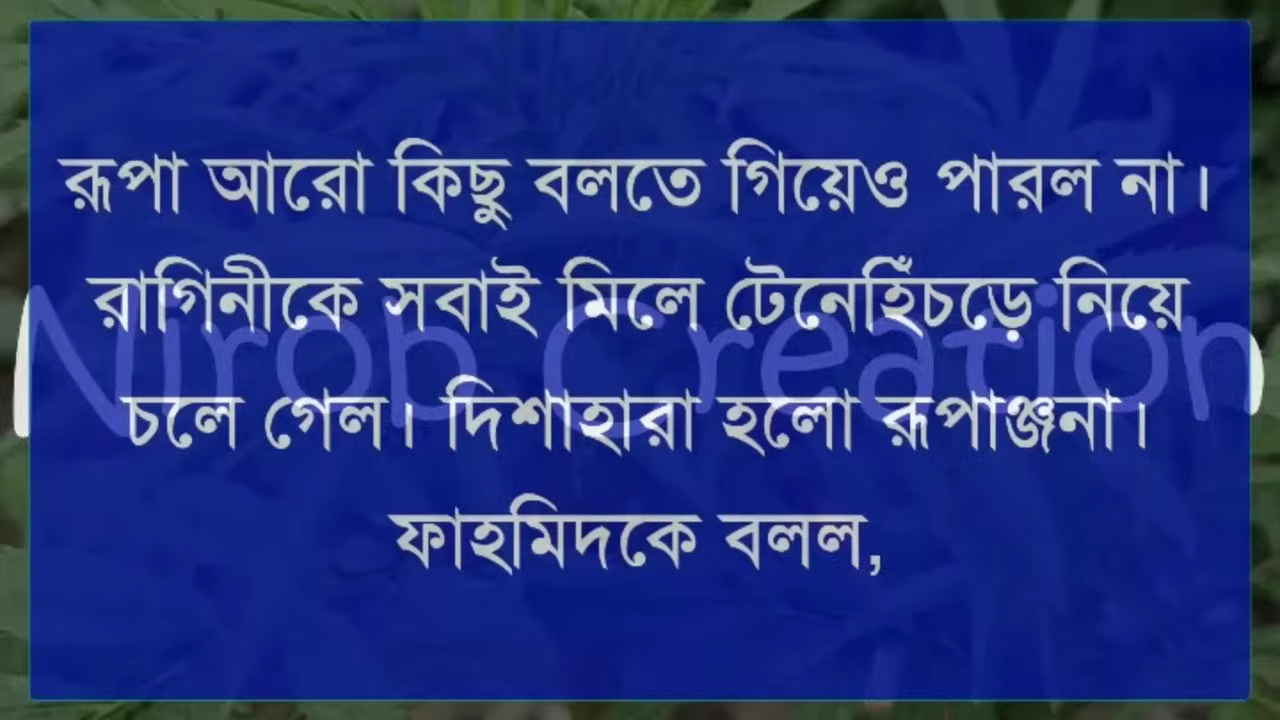 রূপা আরো কিছু বলতে গিয়েও পারল না।
রাগিনীকে সবাই মিলে টেনেহিঁচড়ে নিয়ে
Nirob Creation
চলে গেল। দিশাহারা হলো রূপাঞ্জনা।
ফাহমিদকে বলল,